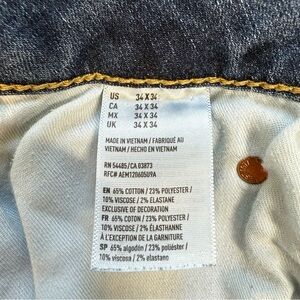 US 34 X 34
CA 34 X 34
MX 34 X 34
UK 34 X 34
MADE IN VIETNAM / FABRIQUÉ AU
VIETNAM / HECHO EN VIETNAM
RN 54485/CA 03873
RFC# AEM120605U9A
EN 65% COTTON / 23% POLYESTER /
10% VISCOSE / 2% ELASTANE
EXCLUSIVE OF DECORATION
FR 65% COTON / 23% POLYESTER /
10% VISCOSE / 2% ÉLASTHANNE
À L'EXCEPTION DE LA GARNITURE
SP 65% algodón / 23% poliéster /
10% viscosa / 2% elastano